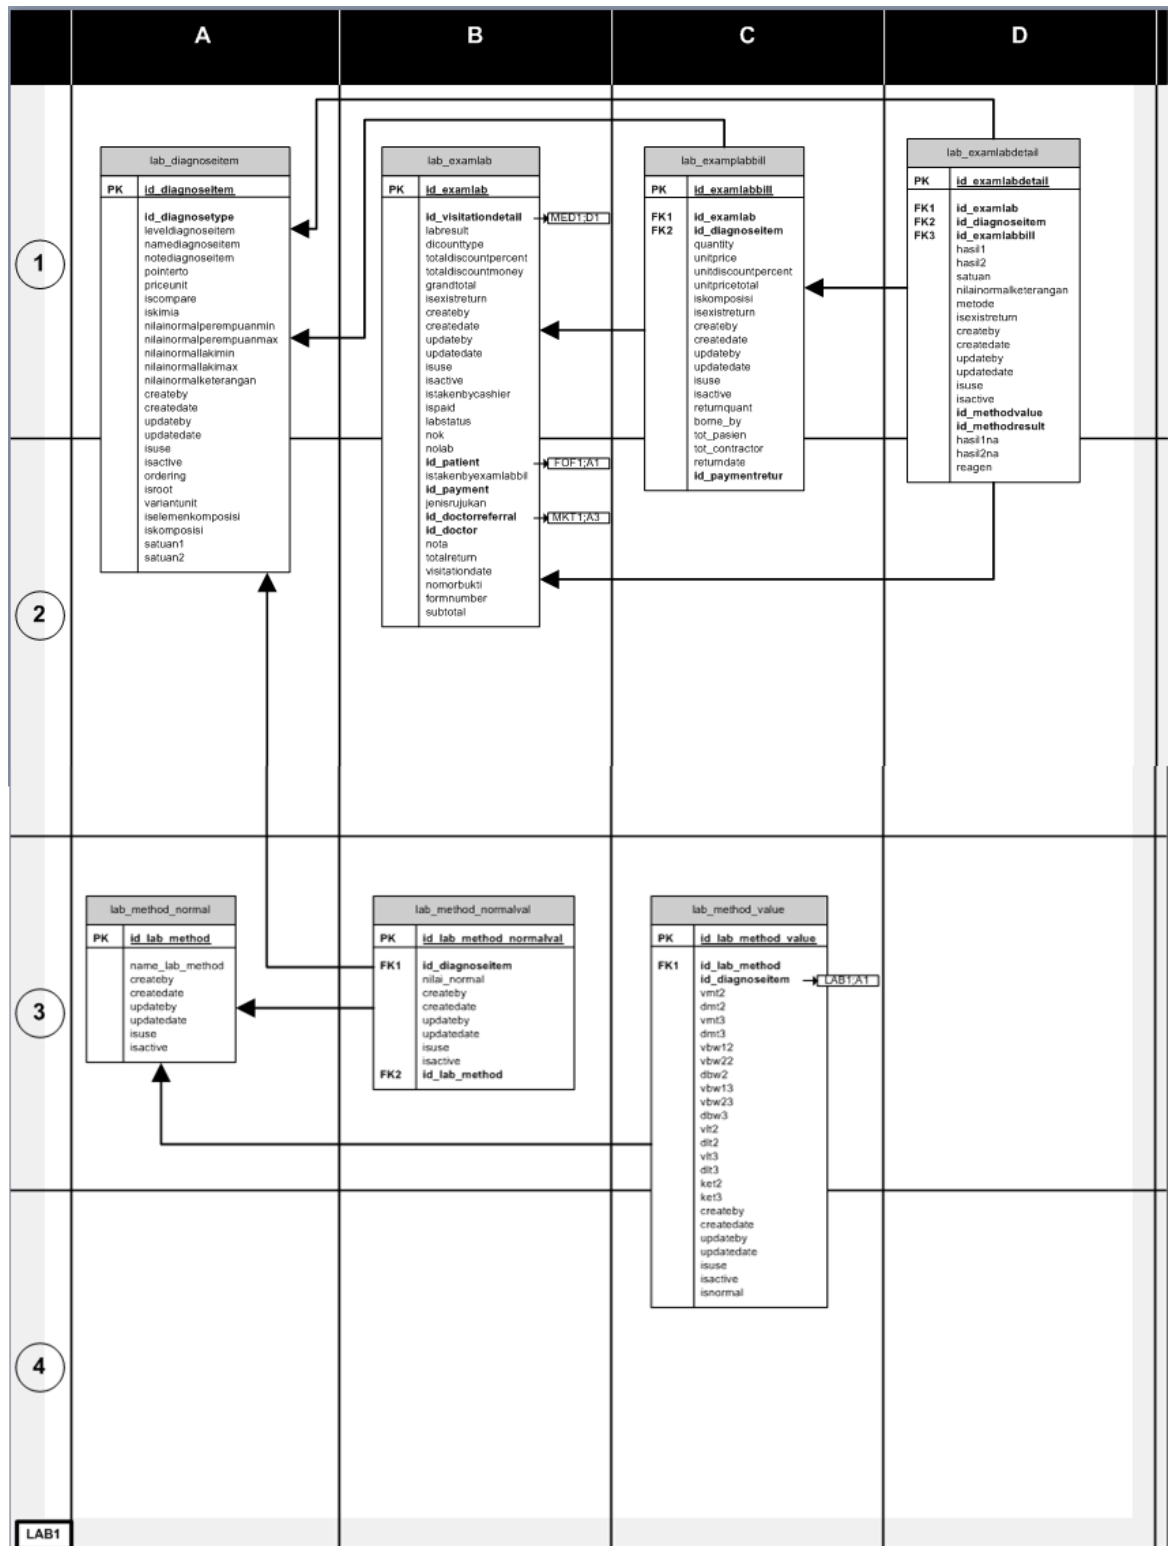 A
B
C
D
1
lab_diagnoseitem
PK id_diagnoseitem
id_diagnosetype
leveldiagnoseitem
namediagnoseitem
notediagnoseitem
pointerto
priceunit
iscompare
iskimia
nilainormalperempuanmin
nilainormalperempuanmax
nilainormallakimin
nilainormallakimax
nilainormalketerangan
createby
createdate
updateby
updatedate
isuse
isactive
ordering
isroot
variantunit
iselemenkomposisi
iskomposisi
satuan1
satuan2
lab_examlab
PK id_examlab
id_visitationdetail MED1;D1
labresult
dicounttype
totaldiscountpercent
totaldiscountmoney
grandtotal
isexistreturn
createby
createdate
updateby
updatedate
isuse
isactive
istakenbycashier
ispaid
labstatus
nok
nolab
id_patient FOF1;A1
istakenbyexamlabbil
id_payment
jenisrujukan
id_doctorreferral MKT1;A3
id_doctor
nota
totalreturn
visitationdate
nomorbukti
formnumber
subtotal
lab_examplabbill
PK id_examlabbill
FK1 id_examlab
FK2 id_diagnoseitem
quantity
unitprice
unitdiscountpercent
unitpricetotal
iskomposisi
isexistreturn
createby
createdate
updateby
updatedate
isuse
isactive
returnquant
borne_by
tot_pasien
tot_contractor
returndate
id_paymentretur
lab_examlabdetail
PK id_examlabdetail
FK1 id_examlab
FK2 id_diagnoseitem
FK3 id_examlabbill
hasil1
hasil2
satuan
nilainormalketerangan
metode
isexistreturn
createby
createdate
updateby
updatedate
isuse
isactive
id_methodvalue
id_methodresult
hasil1na
hasil2na
reagen
2
3
lab_method_normal
PK id_lab_method
name_lab_method
createby
createdate
updateby
updatedate
isuse
isactive
lab_method_normalval
PK id_lab_method_normalval
FK1 id_diagnoseitem
nilai_normal
createby
createdate
updateby
updatedate
isuse
isactive
FK2 id_lab_method
lab_method_value
PK id_lab_method_value
FK1 id_lab_method
id_diagnoseitem LAB1;A1
vmt2
dmt2
vmt3
dmt3
vbw12
vbw22
dbw2
vbw13
vbw23
dbw3
vlt2
dlt2
vlt3
dlt3
ket2
ket3
createby
createdate
updateby
updatedate
isuse
isactive
isnormal
4
LAB1